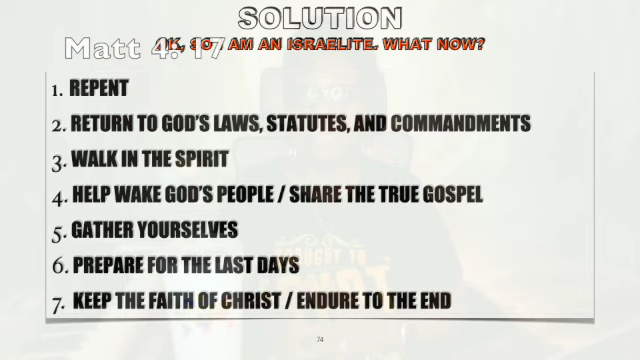 SOLUTION
Matt 4: 17
OK, SO I AM AN ISRAELITE. WHAT NOW?
1. REPENT
2. RETURN TO GOD'S LAWS, STATUTES, AND COMMANDMENTS
3. WALK IN THE SPIRIT
4. HELP WAKE GOD'S PEOPLE / SHARE THE TRUE GOSPEL
5. GATHER YOURSELVES
6. PREPARE FOR THE LAST DAYS
7. KEEP THE FAITH OF CHRIST / ENDURE TO THE END
74